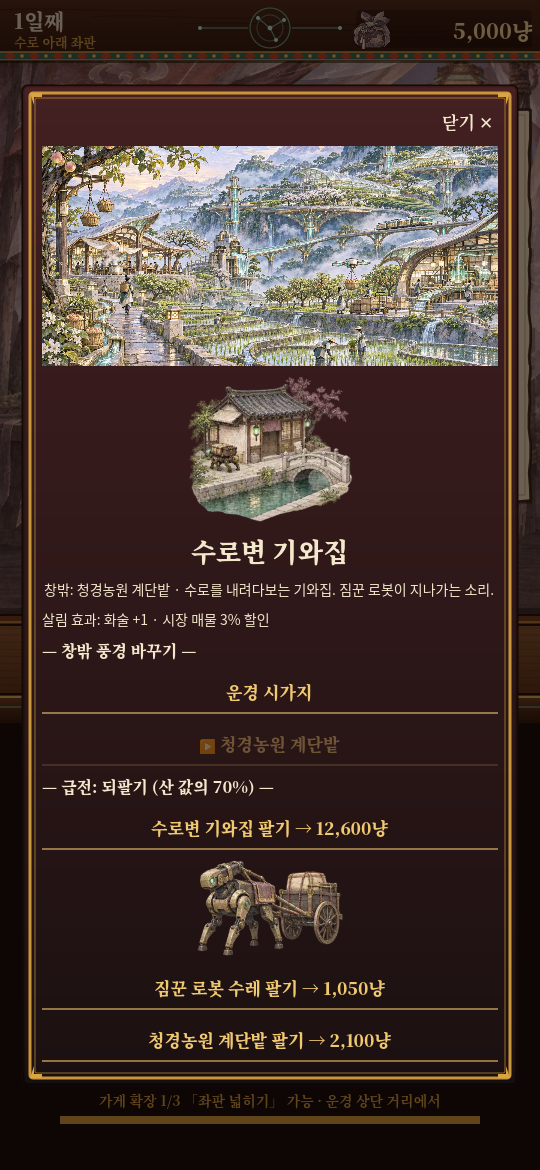 1일째
수로 아래 좌판
5,000냥
닫기 ✕
수로변 기와집
창밖: 청경농원 계단밭 · 수로를 내려다보는 기와집. 짐꾼 로봇이 지나가는 소리.
살림 효과: 화술 +1 · 시장 매물 3% 할인
— 창밖 풍경 바꾸기 —
운경 시가지
▶ 청경농원 계단밭
— 급전: 되팔기 (산 값의 70%) —
수로변 기와집 팔기 → 12,600냥
짐꾼 로봇 수레 팔기 → 1,050냥
청경농원 계단밭 팔기 → 2,100냥
가게 확장 1/3 「좌판 넓히기」 가능 · 운경 상단 거리에서